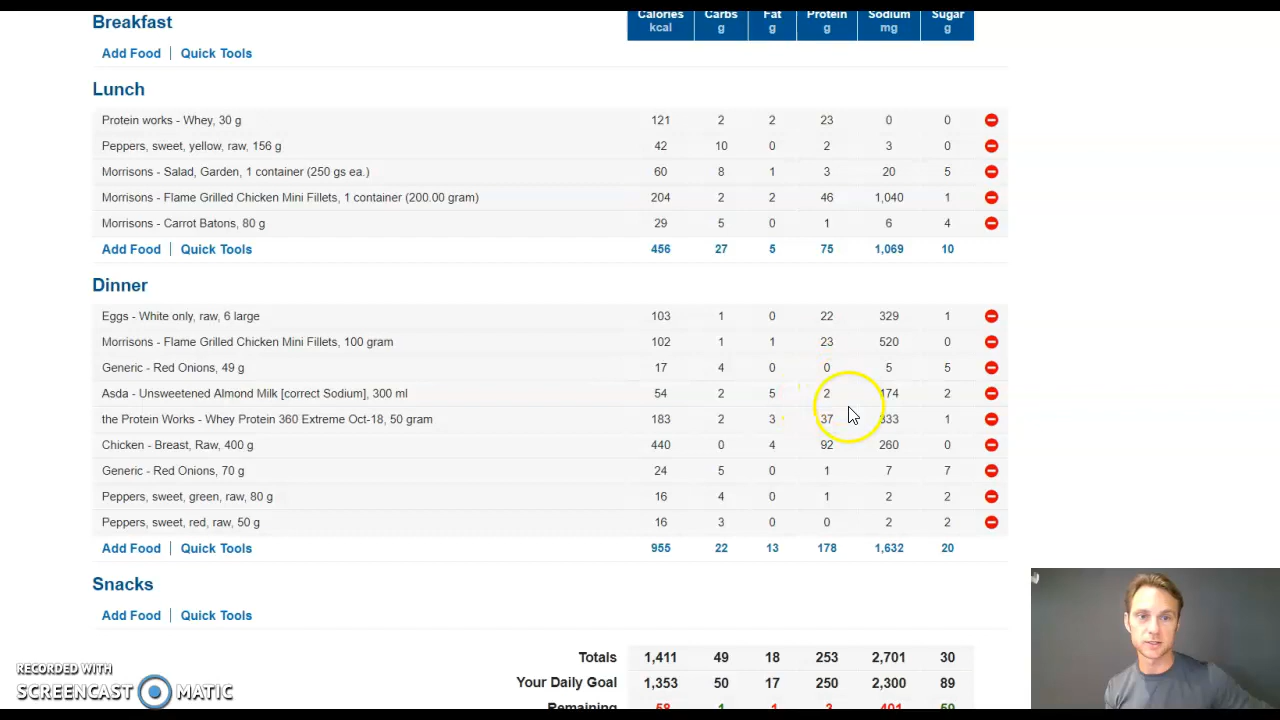 Breakfast Calories kcal Carbs g Fat g Protein g Sodium mg Sugar g
Add Food | Quick Tools
Lunch
Protein works - Whey, 30 g 121 2 2 23 0 0
Peppers, sweet, yellow, raw, 156 g 42 10 0 2 3 0
Morrisons - Salad, Garden, 1 container (250 gs ea.) 60 8 1 3 20 5
Morrisons - Flame Grilled Chicken Mini Fillets, 1 container (200.00 gram) 204 2 2 46 1,040 1
Morrisons - Carrot Batons, 80 g 29 5 0 1 6 4
Add Food | Quick Tools 456 27 5 75 1,069 10
Dinner
Eggs - White only, raw, 6 large 103 1 0 22 329 1
Morrisons - Flame Grilled Chicken Mini Fillets, 100 gram 102 1 1 23 520 0
Generic - Red Onions, 49 g 17 4 0 0 5 5
Asda - Unsweetened Almond Milk [correct Sodium], 300 ml 54 2 5 2 174 2
the Protein Works - Whey Protein 360 Extreme Oct-18, 50 gram 183 2 3 37 333 1
Chicken - Breast, Raw, 400 g 440 0 4 92 260 0
Generic - Red Onions, 70 g 24 5 0 1 7 7
Peppers, sweet, green, raw, 80 g 16 4 0 1 2 2
Peppers, sweet, red, raw, 50 g 16 3 0 0 2 2
Add Food | Quick Tools 955 22 13 178 1,632 20
Snacks
Add Food | Quick Tools
Totals 1,411 49 18 253 2,701 30
Your Daily Goal 1,353 50 17 250 2,300 89
Remaining 58 1 1 3 401 59
RECORDED WITH
SCREENCAST MATIC